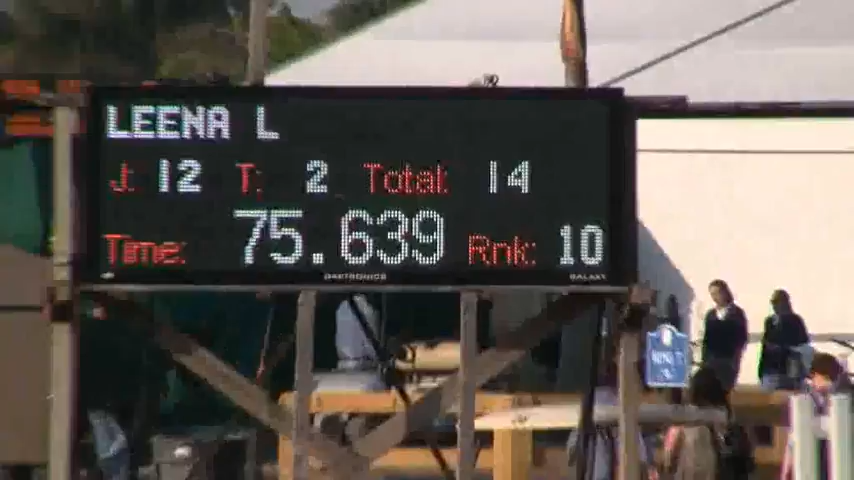 LEENA L
J: 12 T: 2 Total: 14
Time: 75.639 Rnk: 10
DAKTRONICS GALAXY